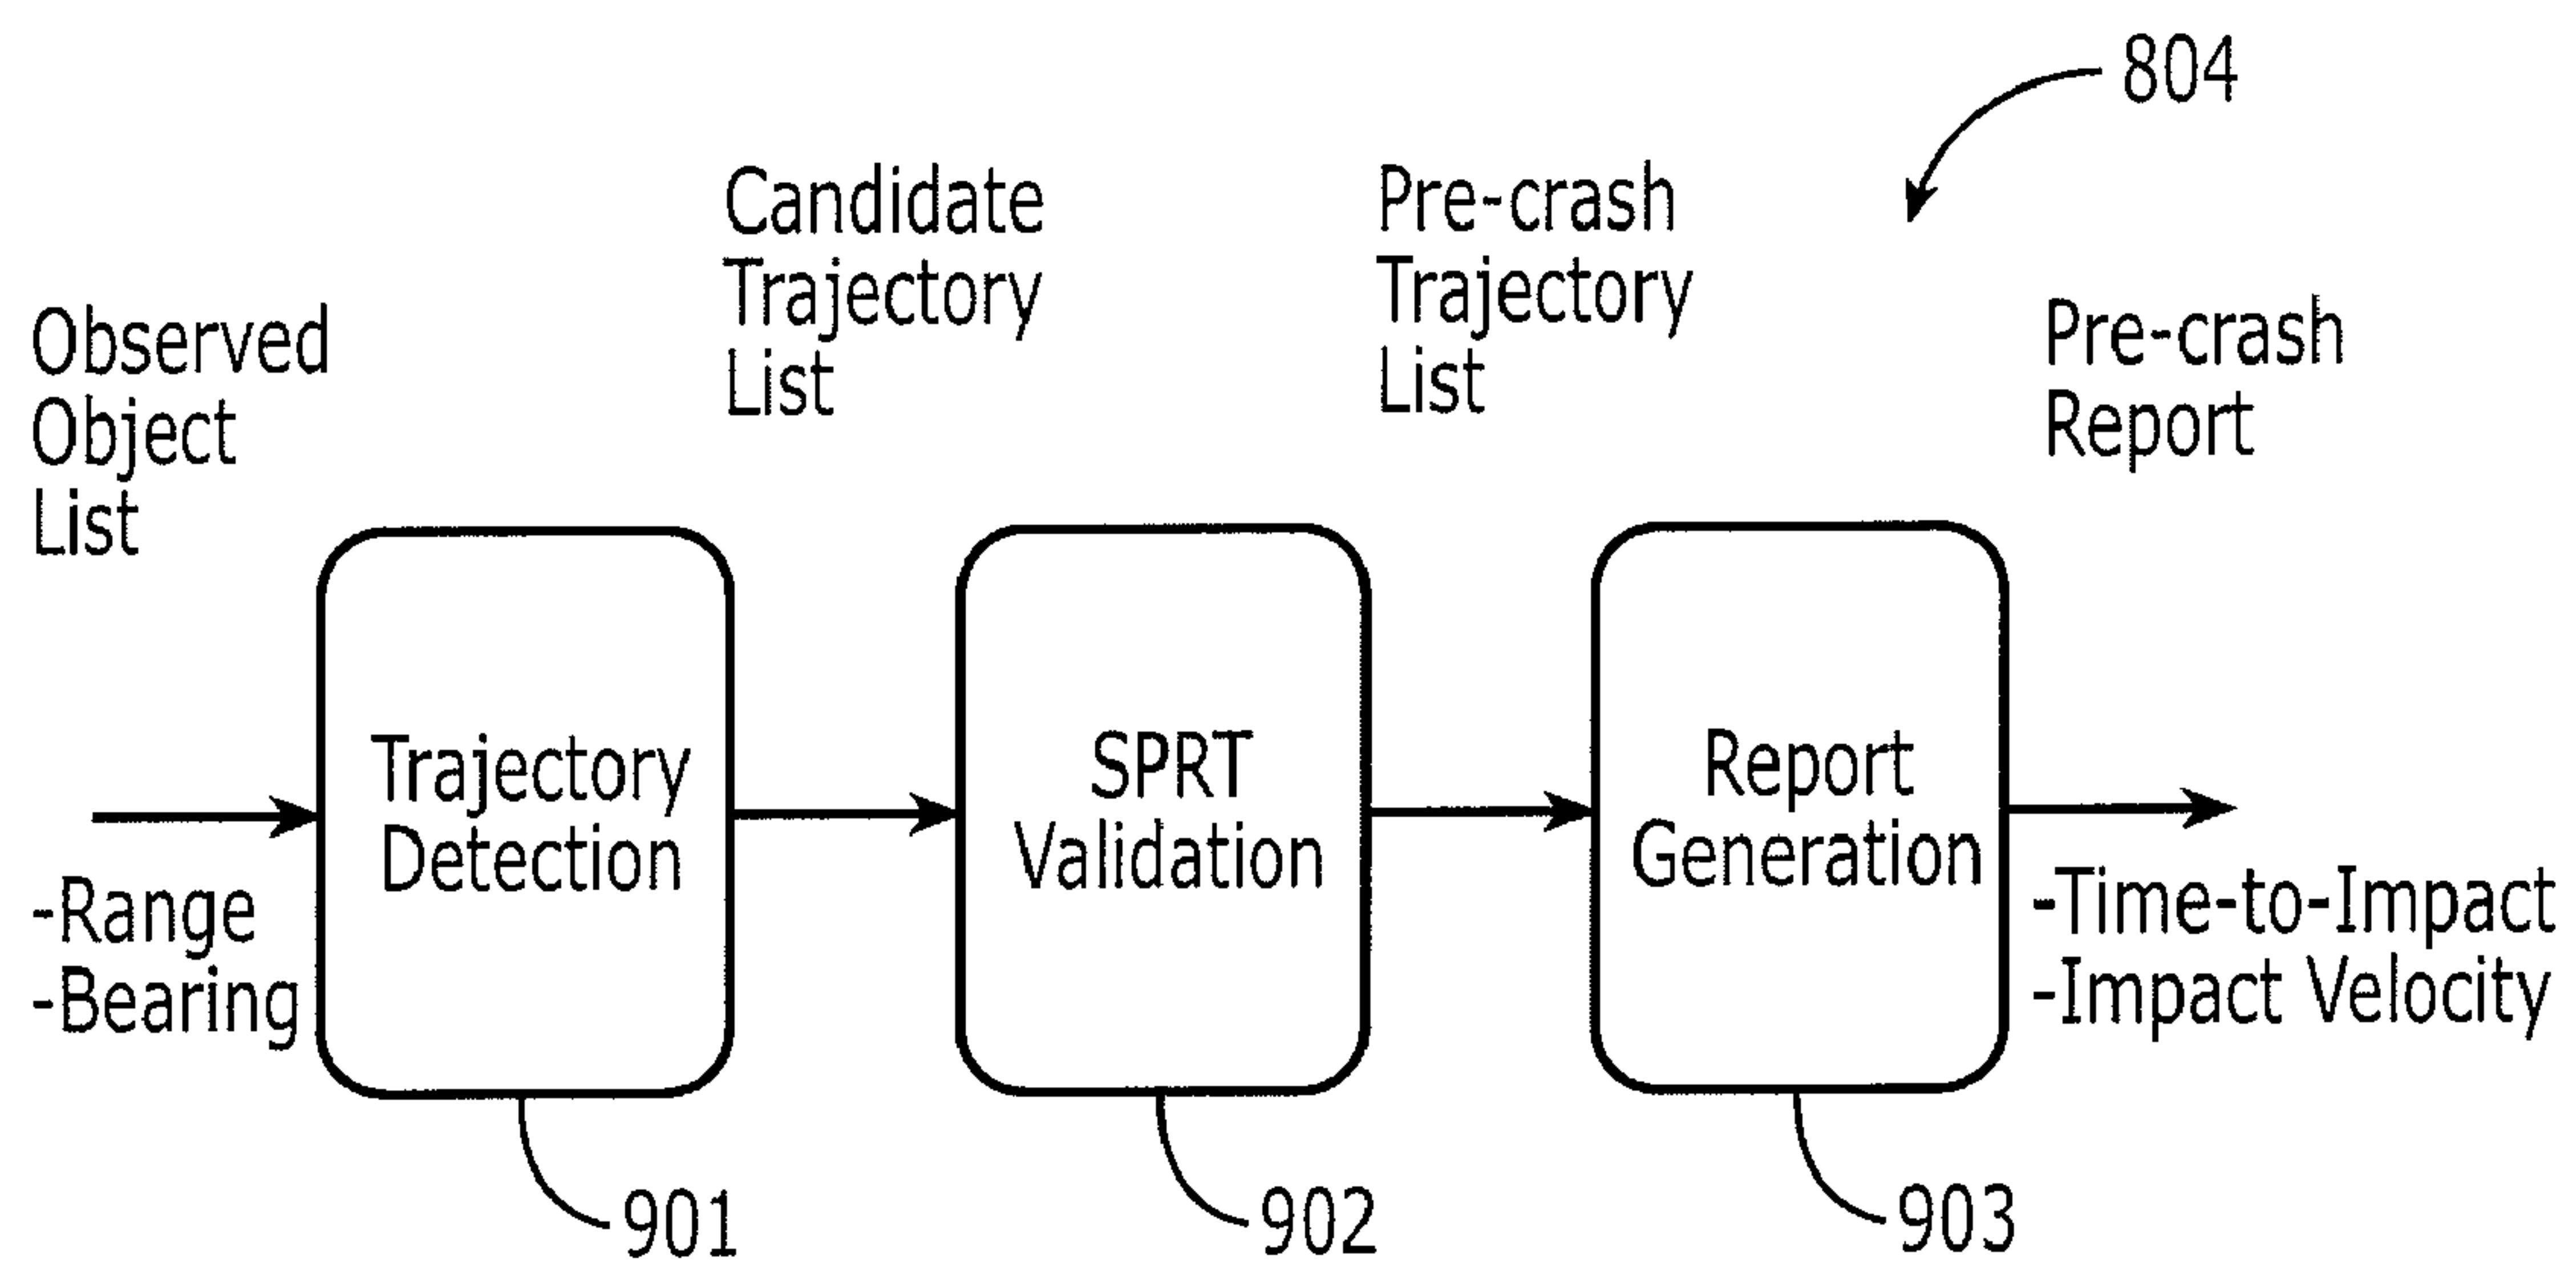 804
Candidate
Trajectory
List
Pre-crash
Trajectory
List
Observed
Object
List
Pre-crash
Report
Trajectory
Detection
SPRT
Validation
Report
Generation
-Range
-Bearing
-Time-to-Impact
-Impact Velocity
901
902
903